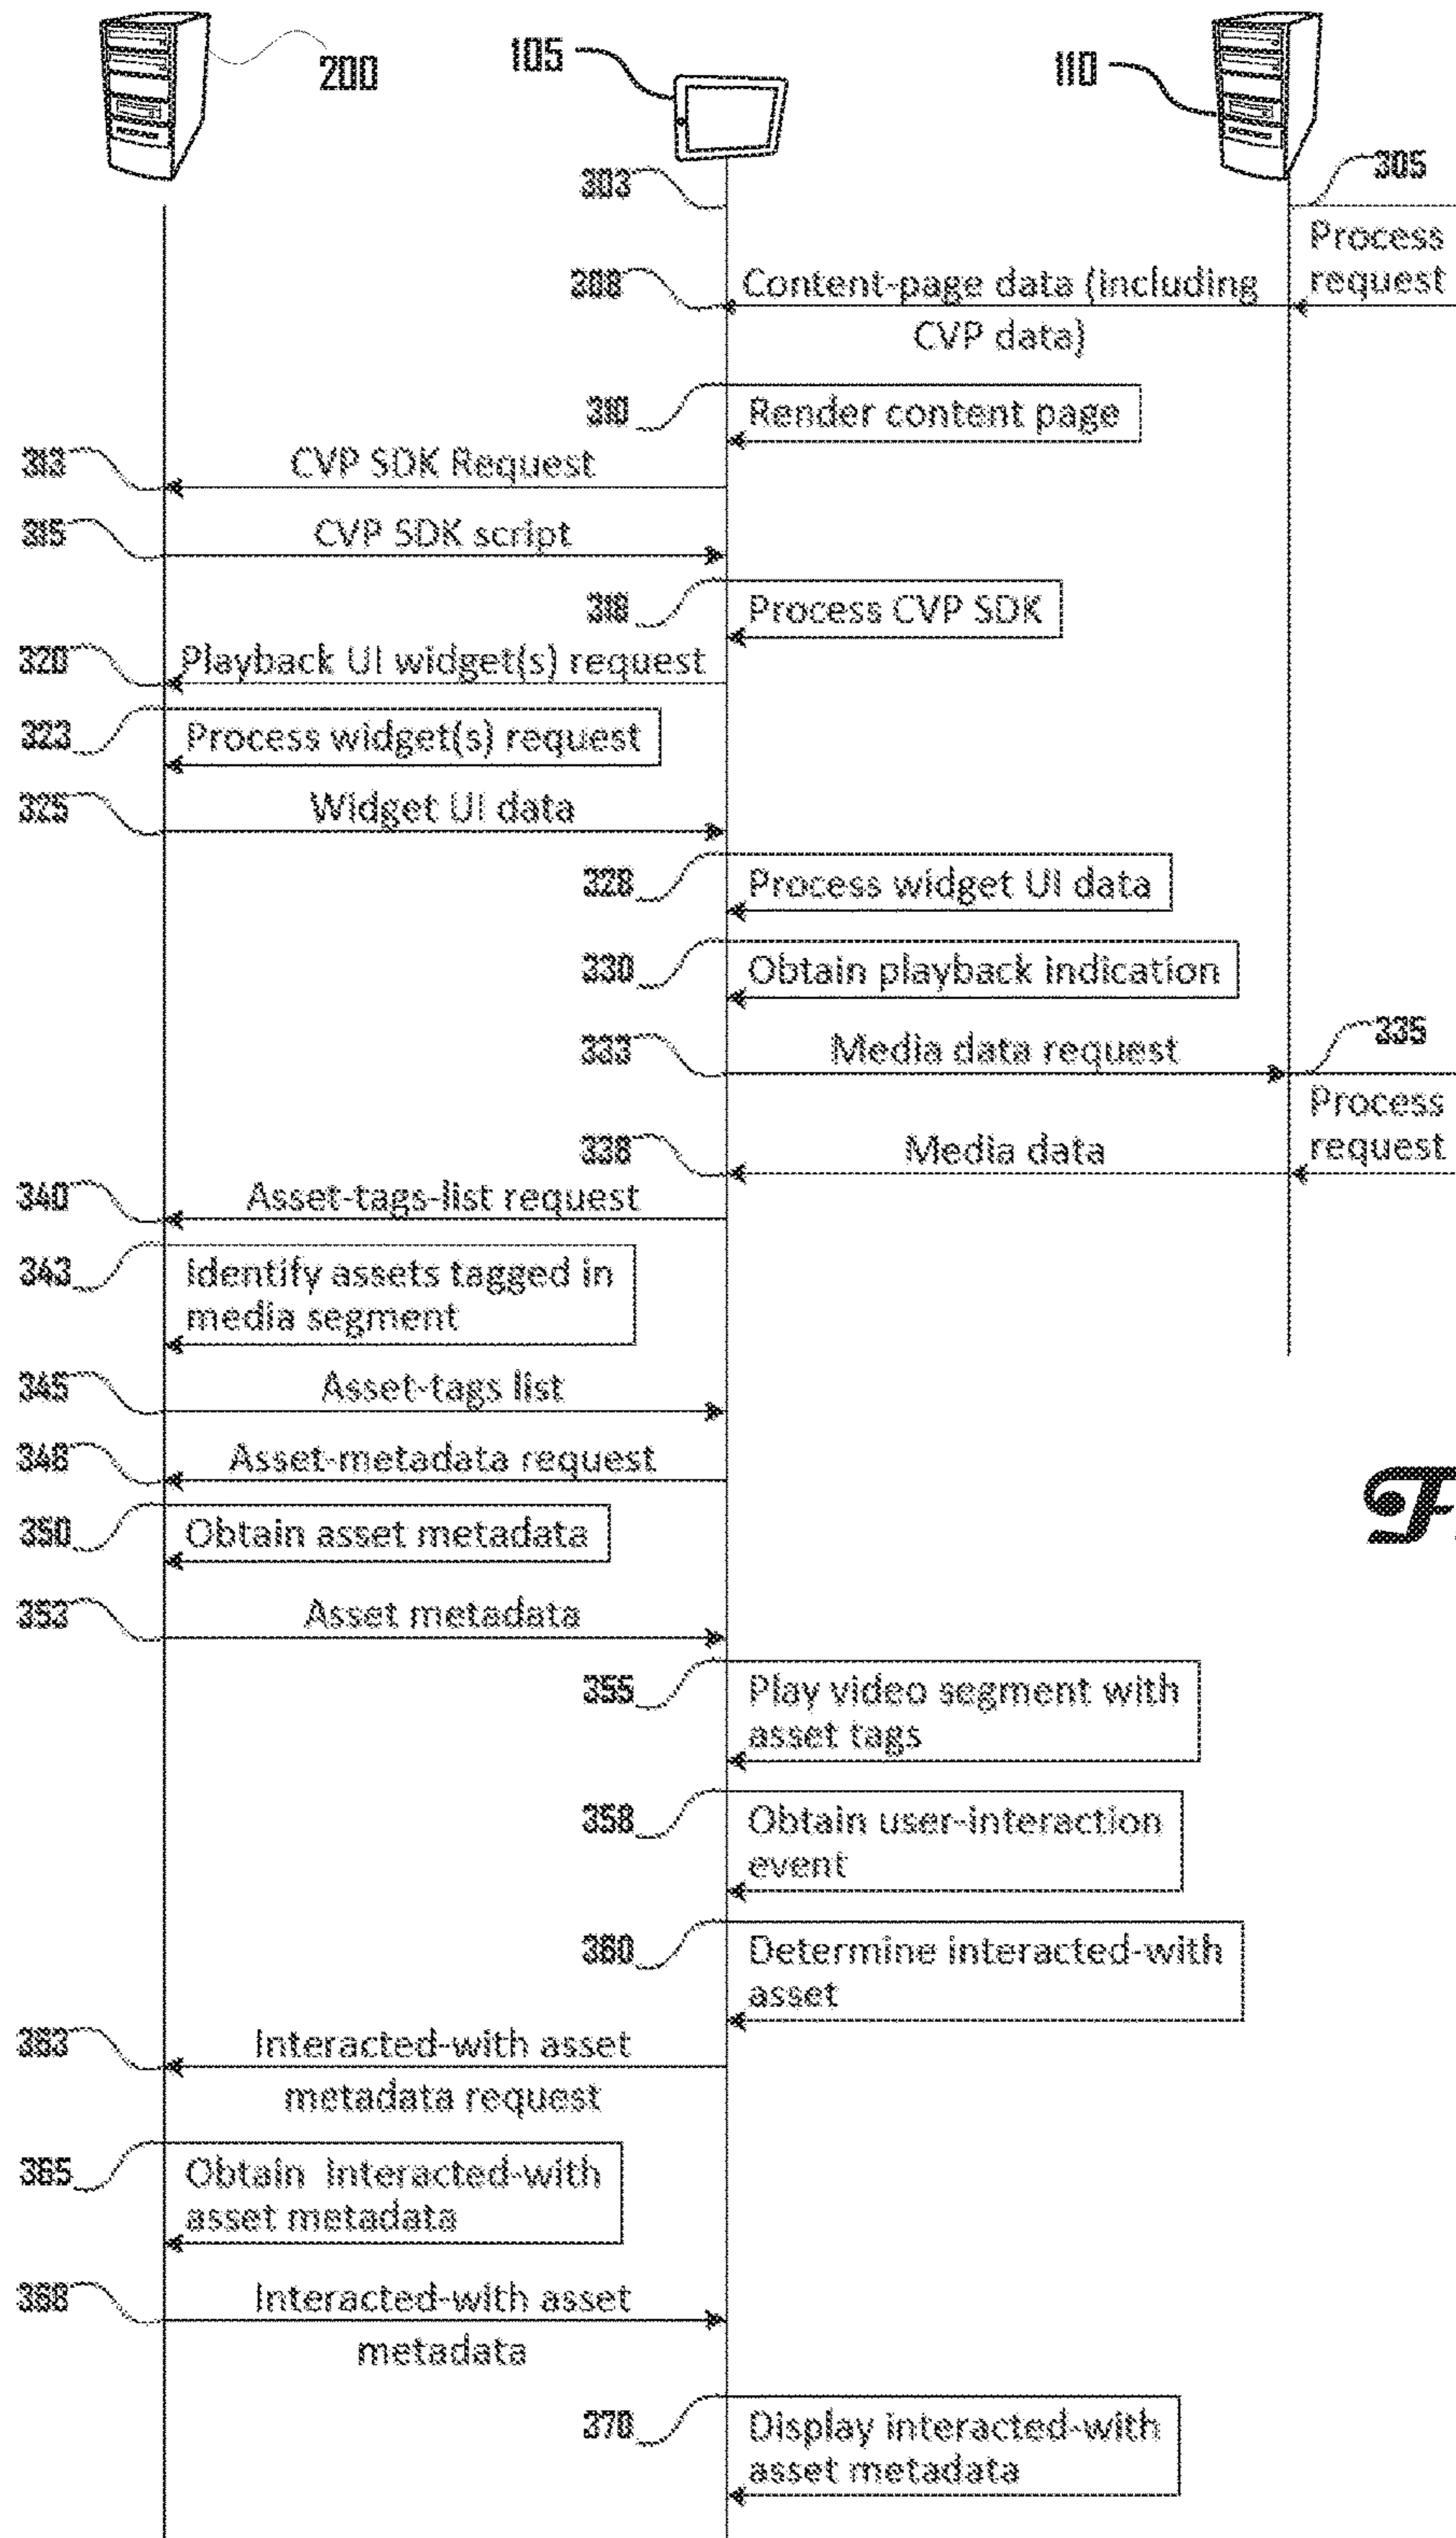 200
105
110
303
305
Process
request
308
Content-page data (including
CVP data)
310
Render content page
313
CVP SDK Request
315
CVP SDK script
318
Process CVP SDK
320
Playback UI widget(s) request
323
Process widget(s) request
325
Widget UI data
328
Process widget UI data
330
Obtain playback indication
333
Media data request
335
Process
request
338
Media data
340
Asset-tags-list request
343
Identify assets tagged in
media segment
345
Asset-tags list
348
Asset-metadata request
350
Obtain asset metadata
353
Asset metadata
355
Play video segment with
asset tags
358
Obtain user-interaction
event
360
Determine interacted-with
asset
363
Interacted-with asset
metadata request
365
Obtain interacted-with
asset metadata
368
Interacted-with asset
metadata
370
Display interacted-with
asset metadata